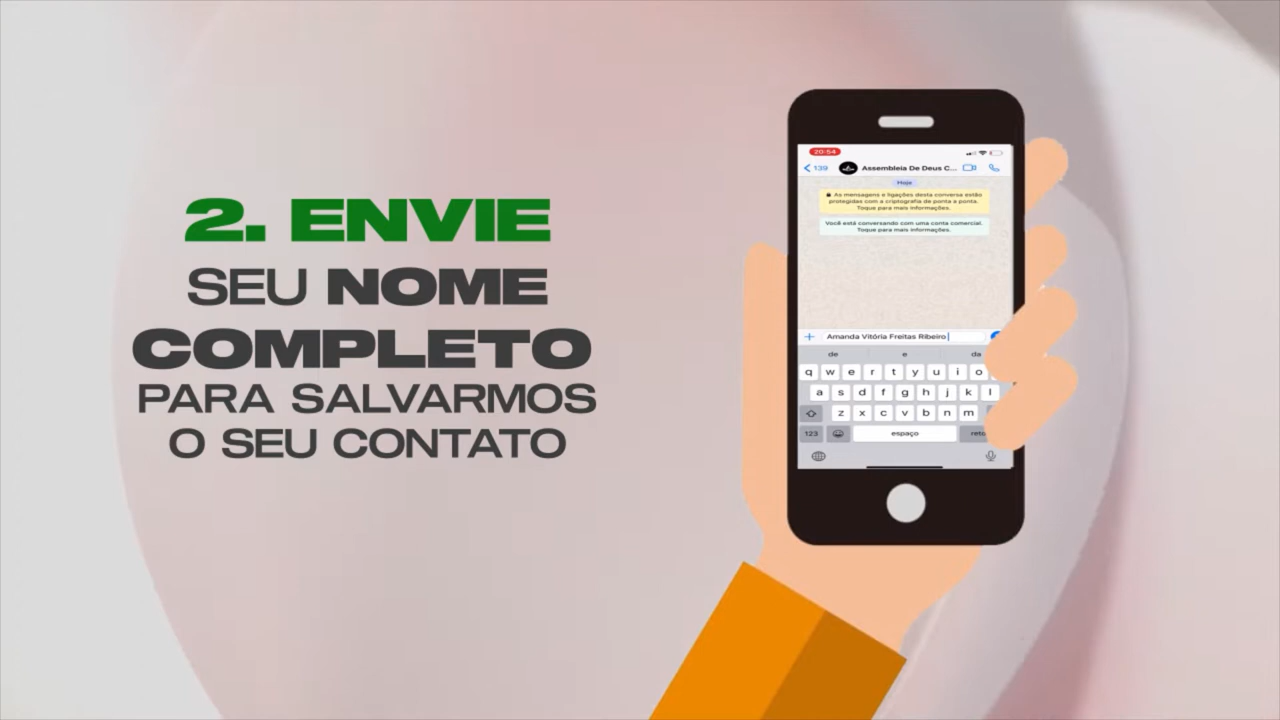 2. ENVIE
SEU NOME
COMPLETO
PARA SALVARMOS
O SEU CONTATO
20:54
139 Assembleia De Deus C...
Hoje
As mensagens e ligações desta conversa estão
protegidas com a criptografia de ponta a ponta.
Toque para mais informações.
Você está conversando com uma conta comercial.
Toque para mais informações.
Amanda Vitória Freitas Ribeiro
de e da
q w e r t y u i o
a s d f g h j k l
z x c v b n m
123 espaço reto